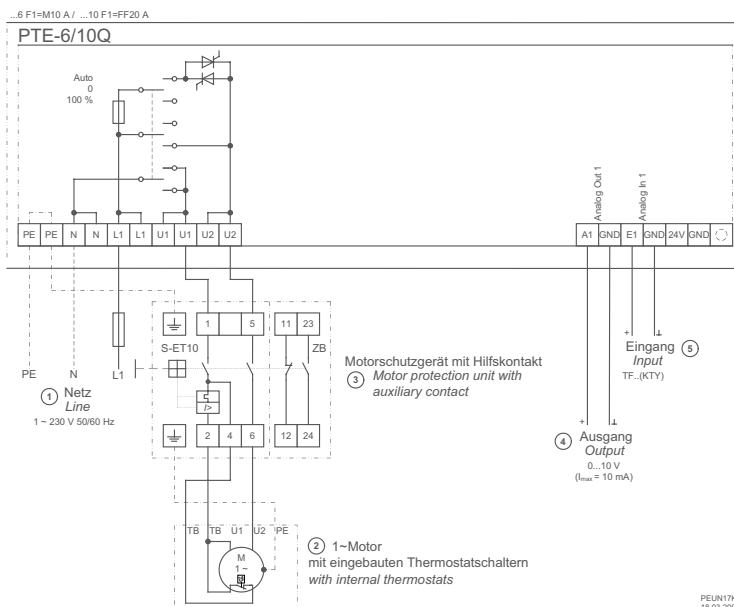 ...6 F1=M10 A / ...10 F1=FF20 A
PTE-6/10Q
Auto
0
100 %
Analog Out 1
Analog In 1
PE PE N N L1 L1 U1 U1 U2 U2
A1 GND E1 GND 24V GND
1 5 11 23
S-ET10
ZB
I>
2 4 6 12 24
PE N L1
1 Netz
Line
1 ~ 230 V 50/60 Hz
Motorschutzgerät mit Hilfskontakt
3 Motor protection unit with
auxiliary contact
+ ⊥
Eingang 5
Input
TF..(KTY)
+ ⊥
4 Ausgang
Output
0...10 V
(Imax = 10 mA)
TB TB U1 U2 PE
M
1 ~
2 1~Motor
mit eingebauten Thermostatschaltern
with internal thermostats